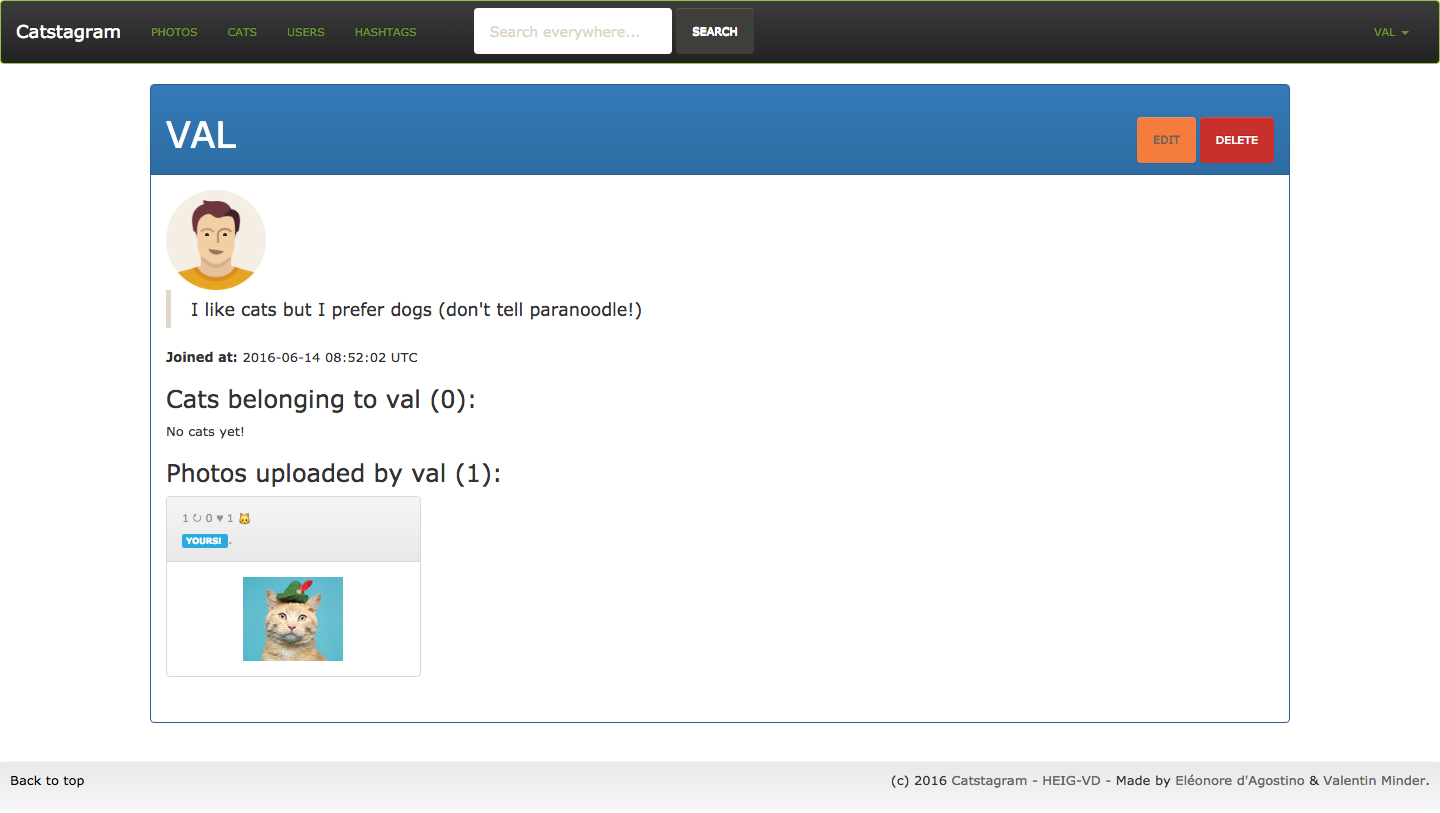 Catstagram PHOTOS CATS USERS HASHTAGS Search everywhere... SEARCH VAL
VAL EDIT DELETE
I like cats but I prefer dogs (don't tell paranoodle!)
Joined at: 2016-06-14 08:52:02 UTC
Cats belonging to val (0):
No cats yet!
Photos uploaded by val (1):
1 ↻ 0 ♥ 1 🐱
YOURS! .
Back to top (c) 2016 Catstagram - HEIG-VD - Made by Eléonore d'Agostino & Valentin Minder.